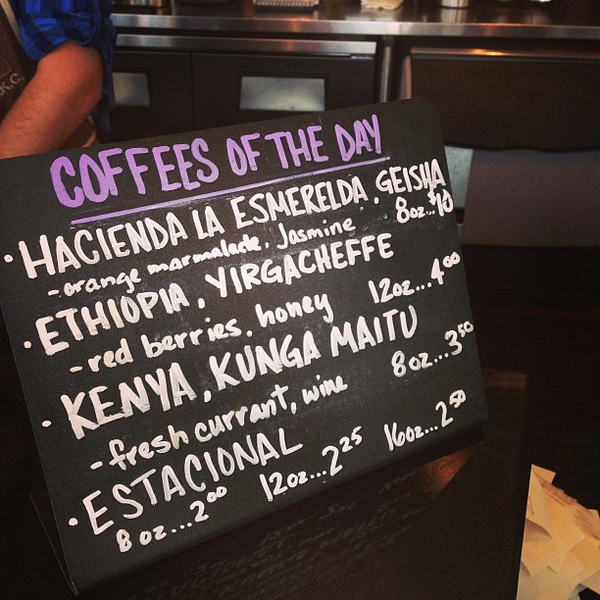 COFFEES OF THE DAY
• HACIENDA LA ESMERELDA, GEISHA
- orange marmalade, Jasmine 8oz...$10
• ETHIOPIA, YIRGACHEFFE
- red berries, honey 12oz...4.00
• KENYA, KUNGA MAITU
- fresh currant, wine 8oz...3.50
• ESTACIONAL
8oz...2.00 12oz...2.25 16oz...2.50
K.C.